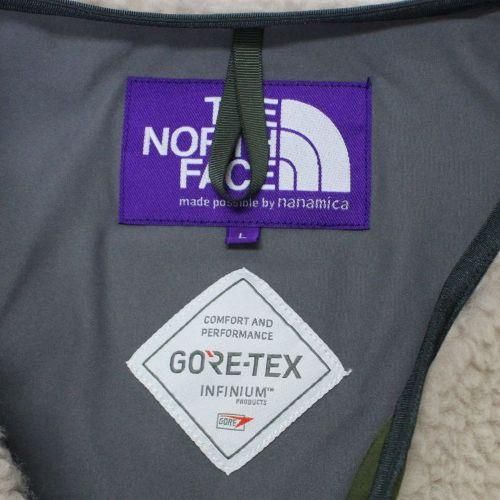 THE
NORTH
FACE
made possible by nanamica
L
COMFORT AND
PERFORMANCE
GORE-TEX
INFINIUM™
PRODUCTS
GORE